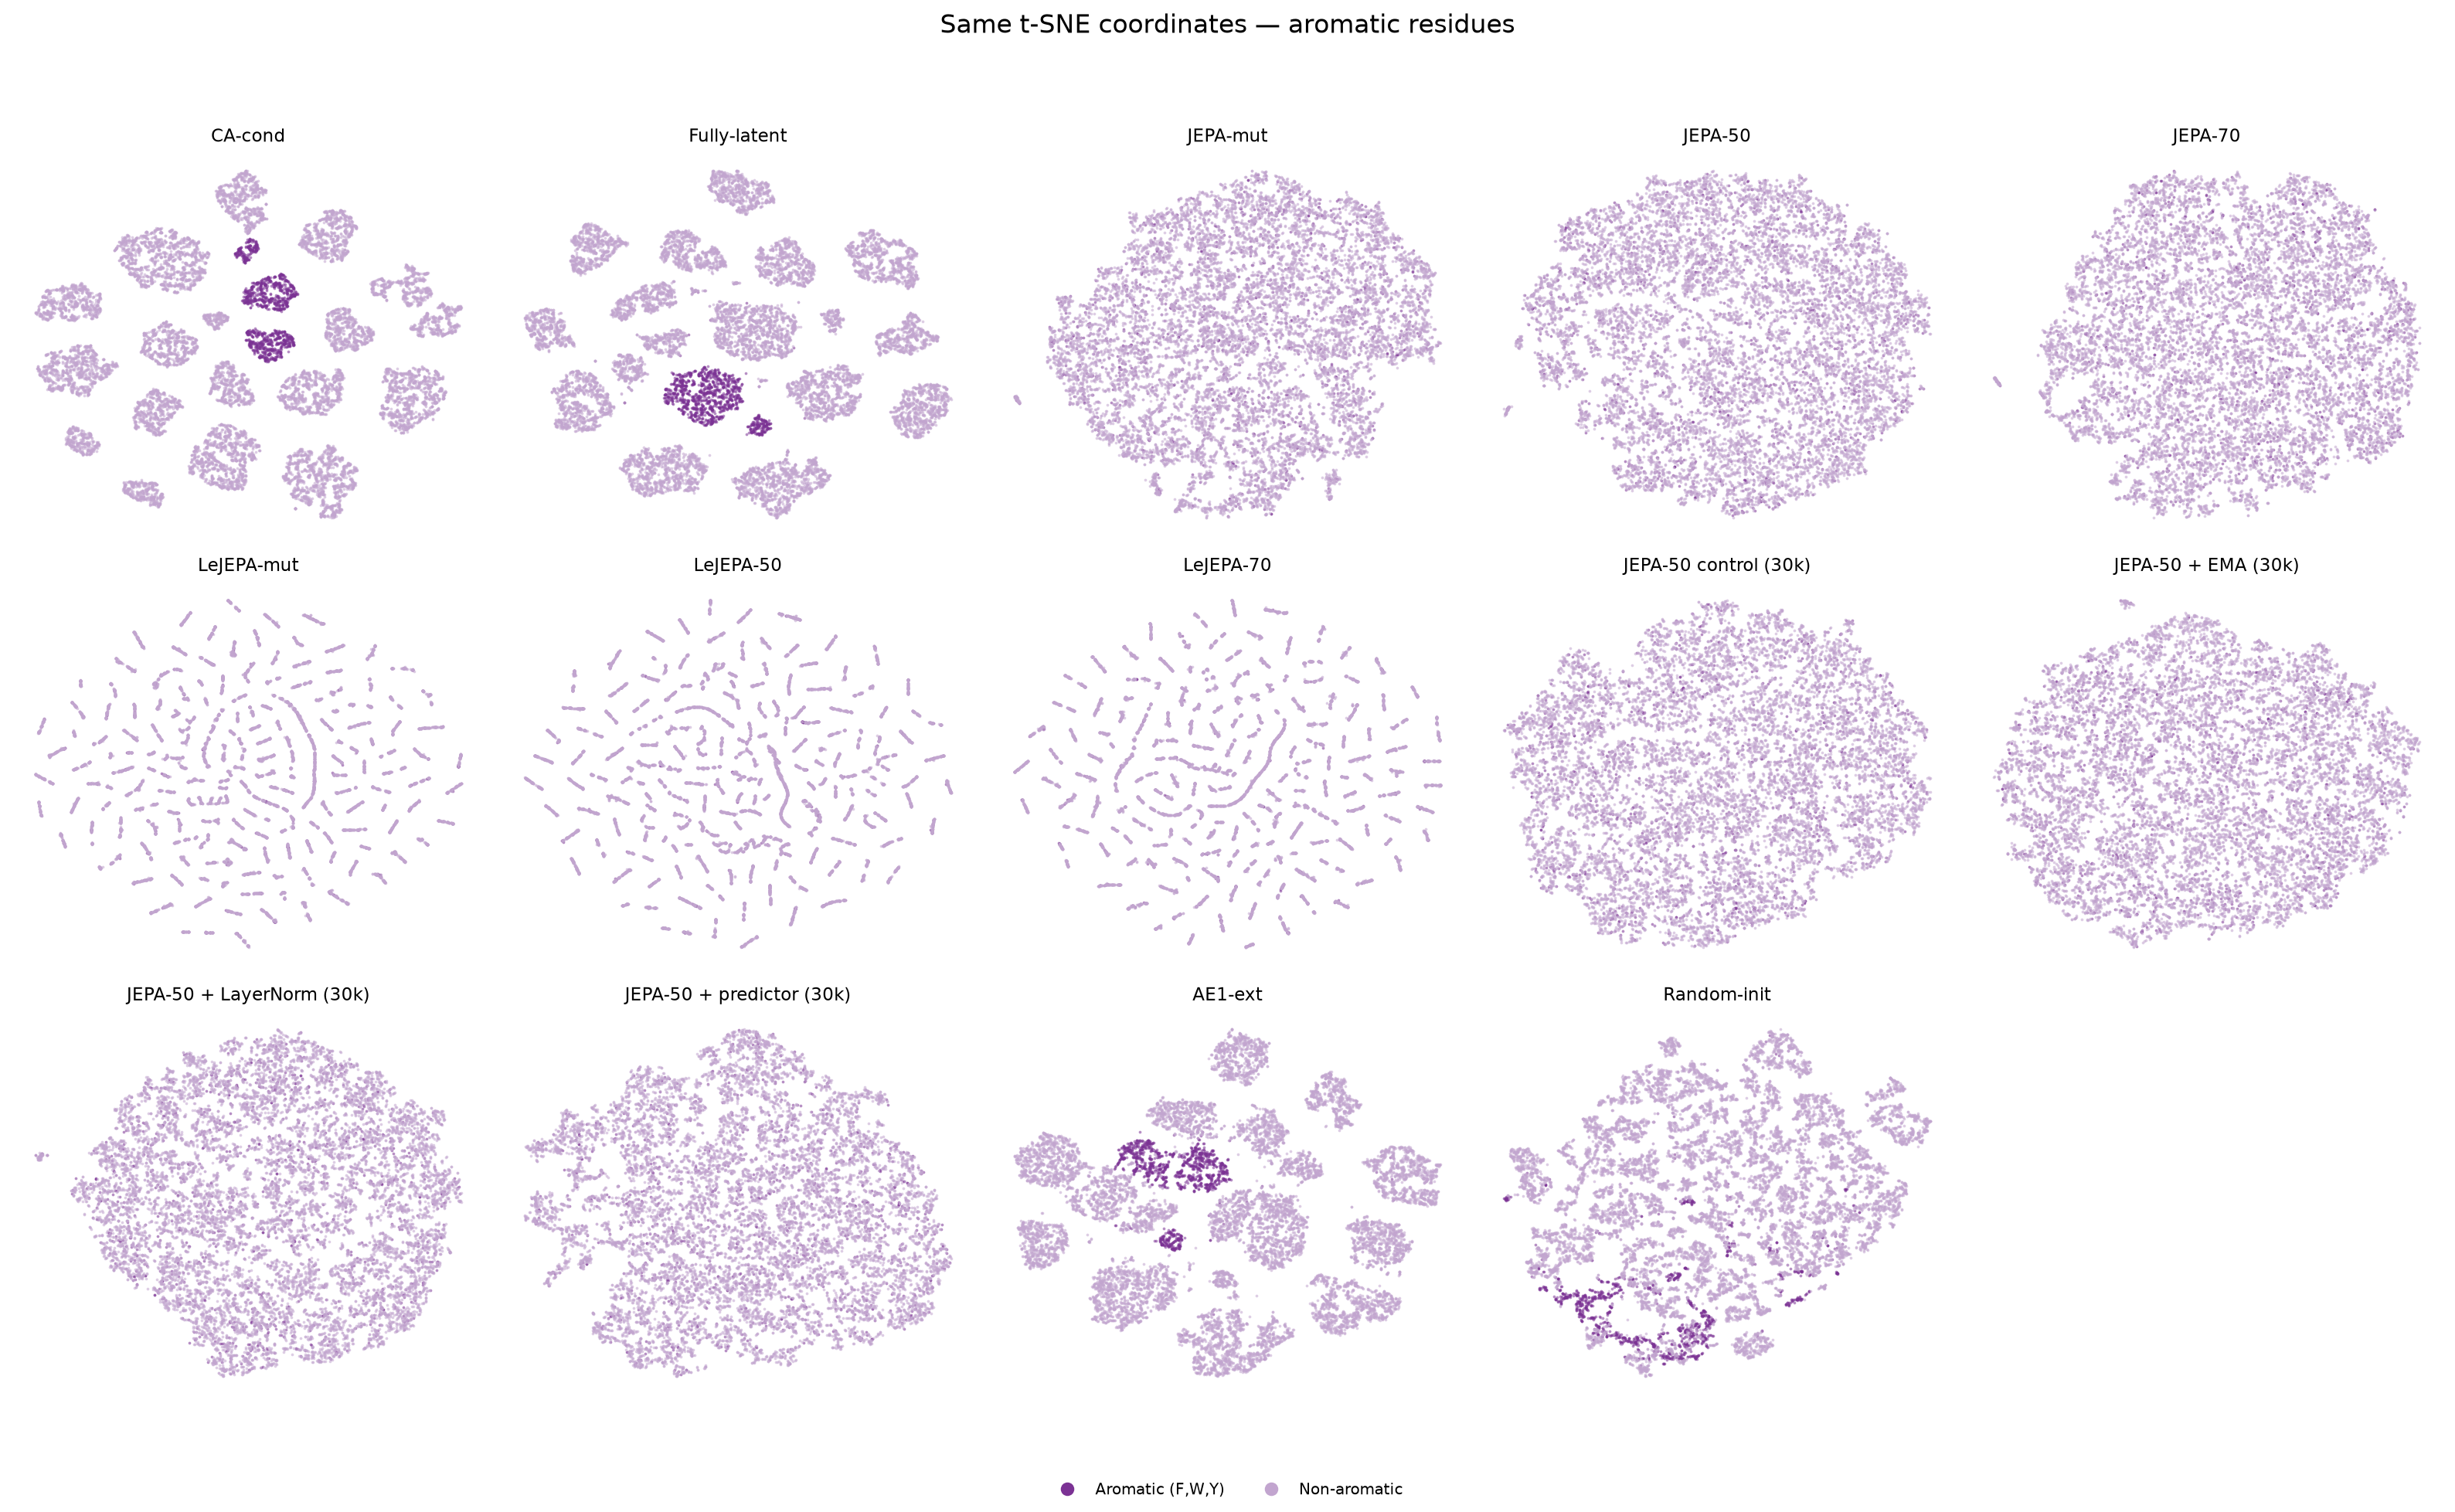 Same t-SNE coordinates — aromatic residues
CA-cond
Fully-latent
JEPA-mut
JEPA-50
JEPA-70
LeJEPA-mut
LeJEPA-50
LeJEPA-70
JEPA-50 control (30k)
JEPA-50 + EMA (30k)
JEPA-50 + LayerNorm (30k)
JEPA-50 + predictor (30k)
AE1-ext
Random-init
Aromatic (F,W,Y)
Non-aromatic